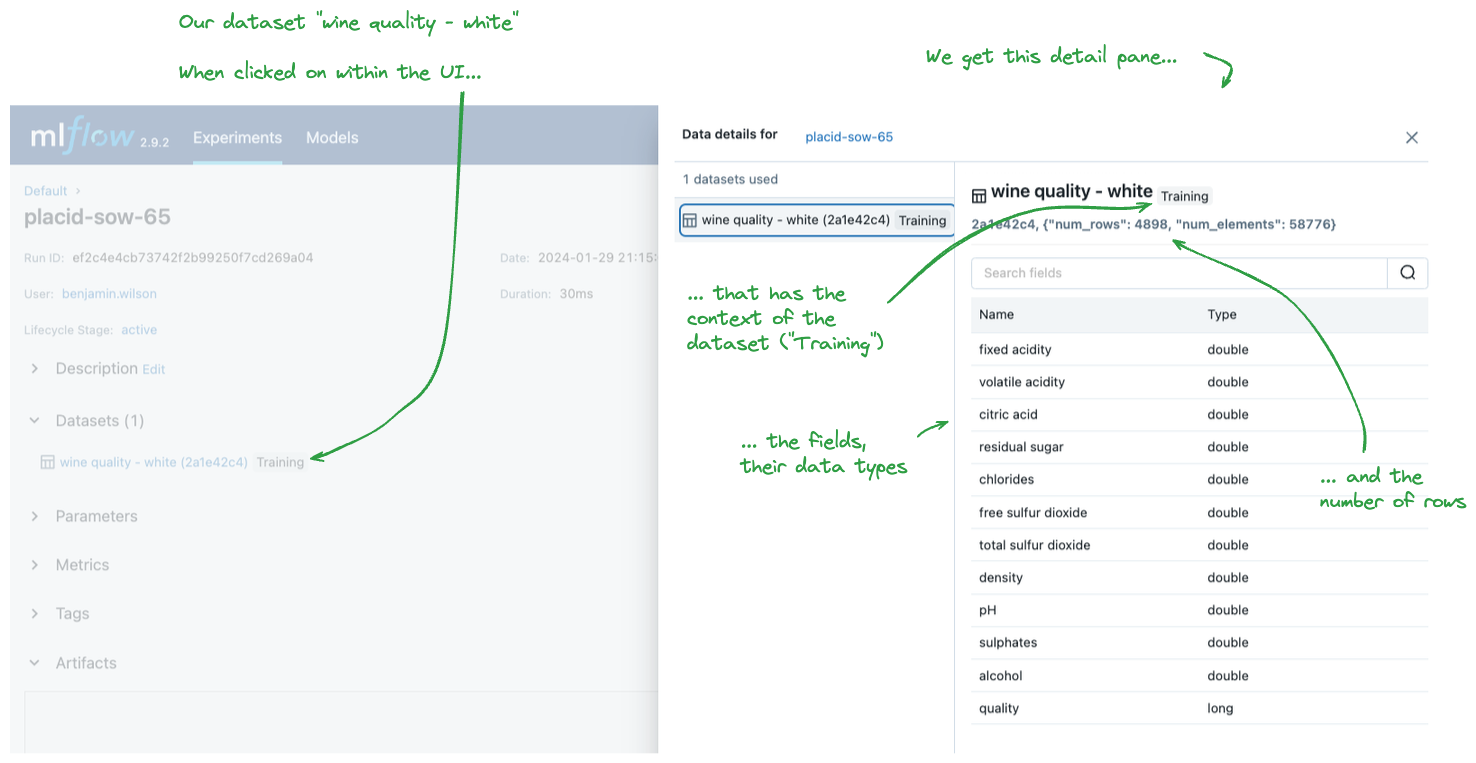 Our dataset "wine quality - white"
When clicked on within the UI...
We get this detail pane...
mlflow 2.9.2 Experiments Models
Default ›
placid-sow-65
Run ID: ef2c4e4cb73742f2b99250f7cd269a04
Date: 2024-01-29 21:15:
User: benjamin.wilson
Duration: 30ms
Lifecycle Stage: active
Description Edit
Datasets (1)
wine quality - white (2a1e42c4) Training
Parameters
Metrics
Tags
Artifacts
Data details for placid-sow-65
1 datasets used
wine quality - white (2a1e42c4) Training
... that has the
context of the
dataset ("Training")
... the fields,
their data types
wine quality - white Training
2a1e42c4, {"num_rows": 4898, "num_elements": 58776}
Search fields
Name Type
fixed acidity double
volatile acidity double
citric acid double
residual sugar double
chlorides double
free sulfur dioxide double
total sulfur dioxide double
density double
pH double
sulphates double
alcohol double
quality long
... and the
number of rows